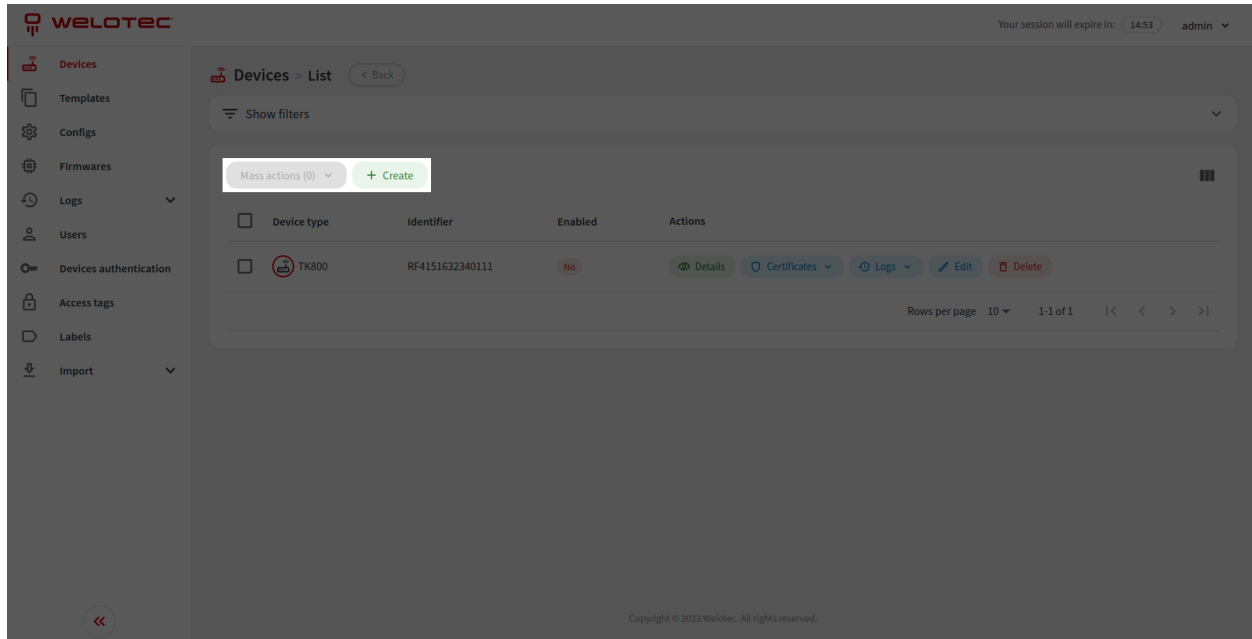 welotec
Your session will expire in: 14:53 admin
Devices
Templates
Configs
Firmwares
Logs
Users
Devices authentication
Access tags
Labels
Import
Devices > List < Back
Show filters
Mass actions (0) + Create
Device type Identifier Enabled Actions
TK800 RF4151632340111 No Details Certificates Logs Edit Delete
Rows per page 10 1-1 of 1
Copyright © 2023 Welotec. All rights reserved.